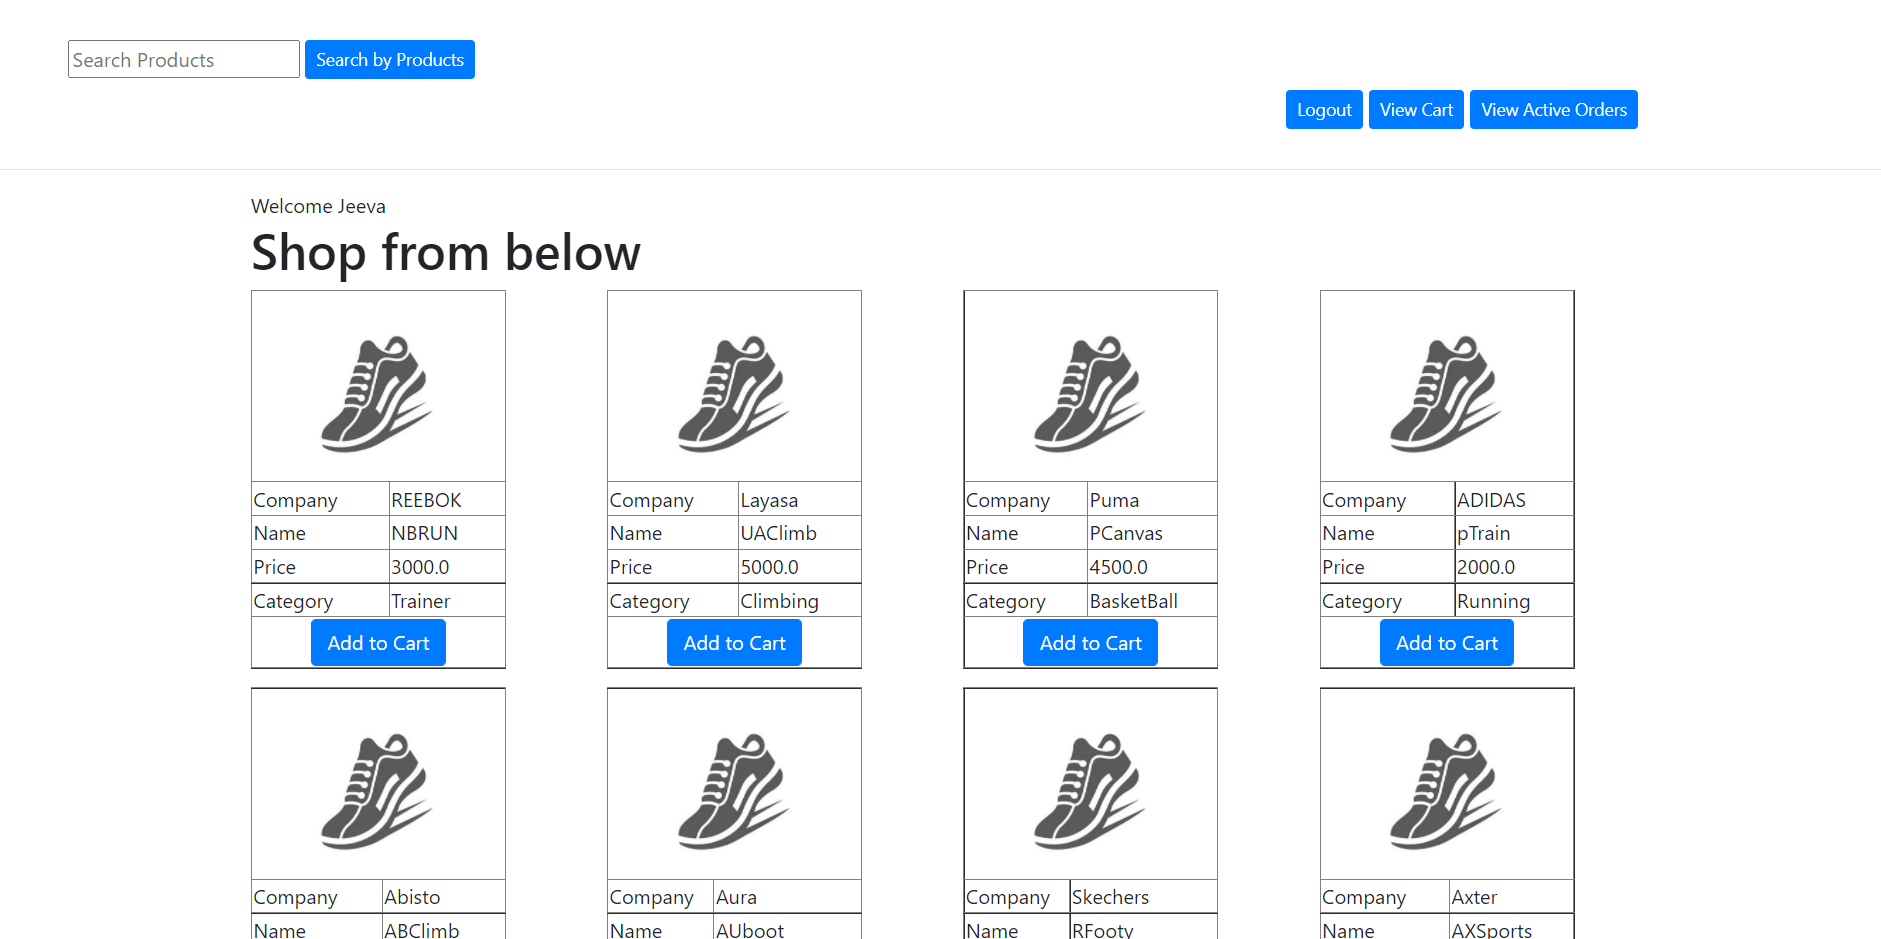 Search Products Search by Products
Logout View Cart View Active Orders
Welcome Jeeva
Shop from below
Company REEBOK Company Layasa Company Puma Company ADIDAS
Name NBRUN Name UAClimb Name PCanvas Name pTrain
Price 3000.0 Price 5000.0 Price 4500.0 Price 2000.0
Category Trainer Category Climbing Category BasketBall Category Running
Add to Cart Add to Cart Add to Cart Add to Cart
Company Abisto Company Aura Company Skechers Company Axter
Name ABClimb Name AUboot Name RFooty Name AXSports